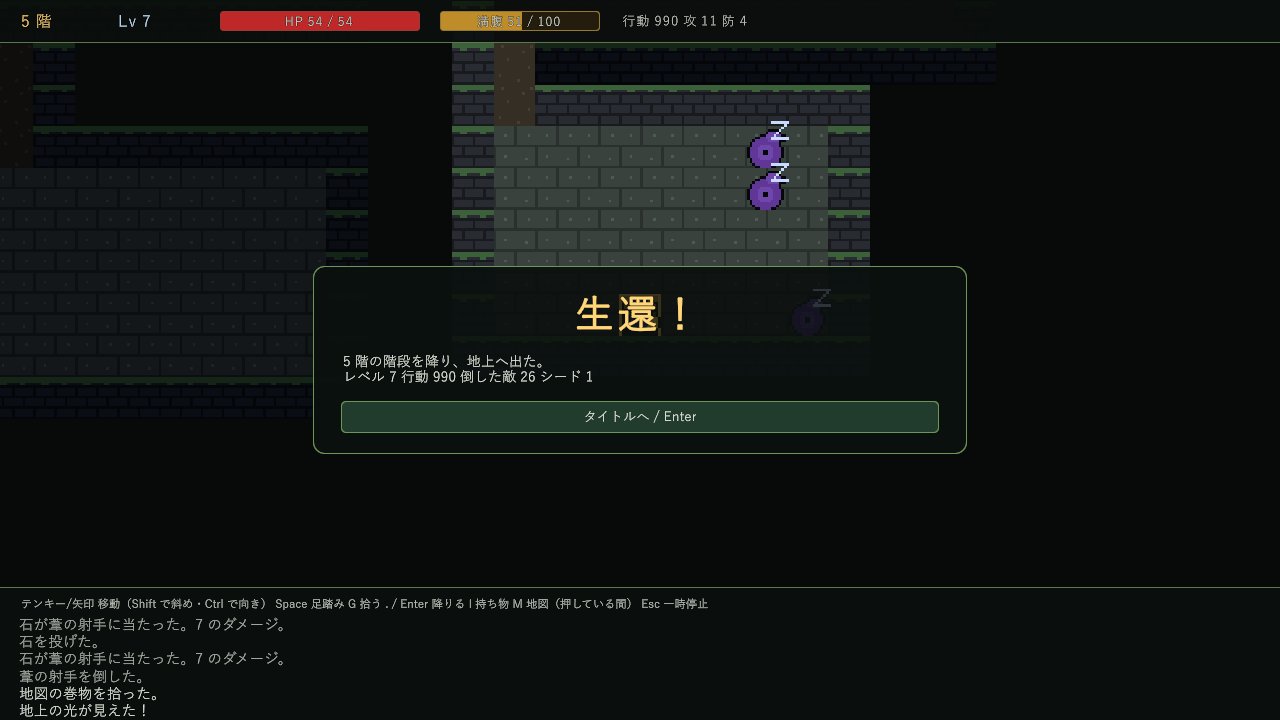 5 階 Lv 7 HP 54 / 54 満腹 51 / 100 行動 990 攻 11 防 4
Z
Z
Z
生還！
5 階の階段を降り、地上へ出た。
レベル 7 行動 990 倒した敵 26 シード 1
タイトルへ / Enter
テンキー/矢印 移動（Shift で斜め・Ctrl で向き） Space 足踏み G 拾う . / Enter 降りる I 持ち物 M 地図（押している間） Esc 一時停止
石が葦の射手に当たった。7 のダメージ。
石を投げた。
石が葦の射手に当たった。7 のダメージ。
葦の射手を倒した。
地図の巻物を拾った。
地上の光が見えた！